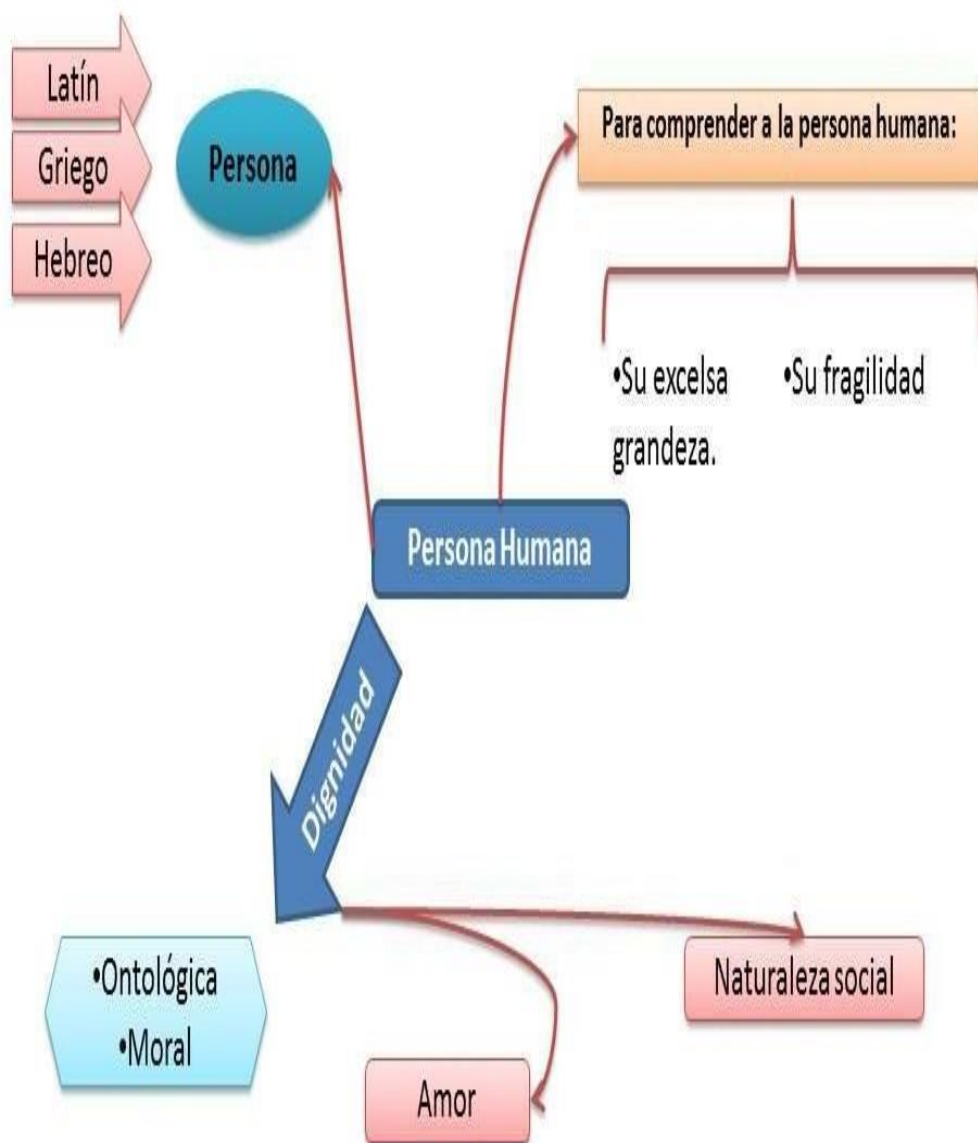 Latín
Griego
Hebreo
Persona
Para comprender a la persona humana:
•Su excelsa
grandeza.
•Su fragilidad
Persona Humana
Dignidad
•Ontológica
•Moral
Naturaleza social
Amor